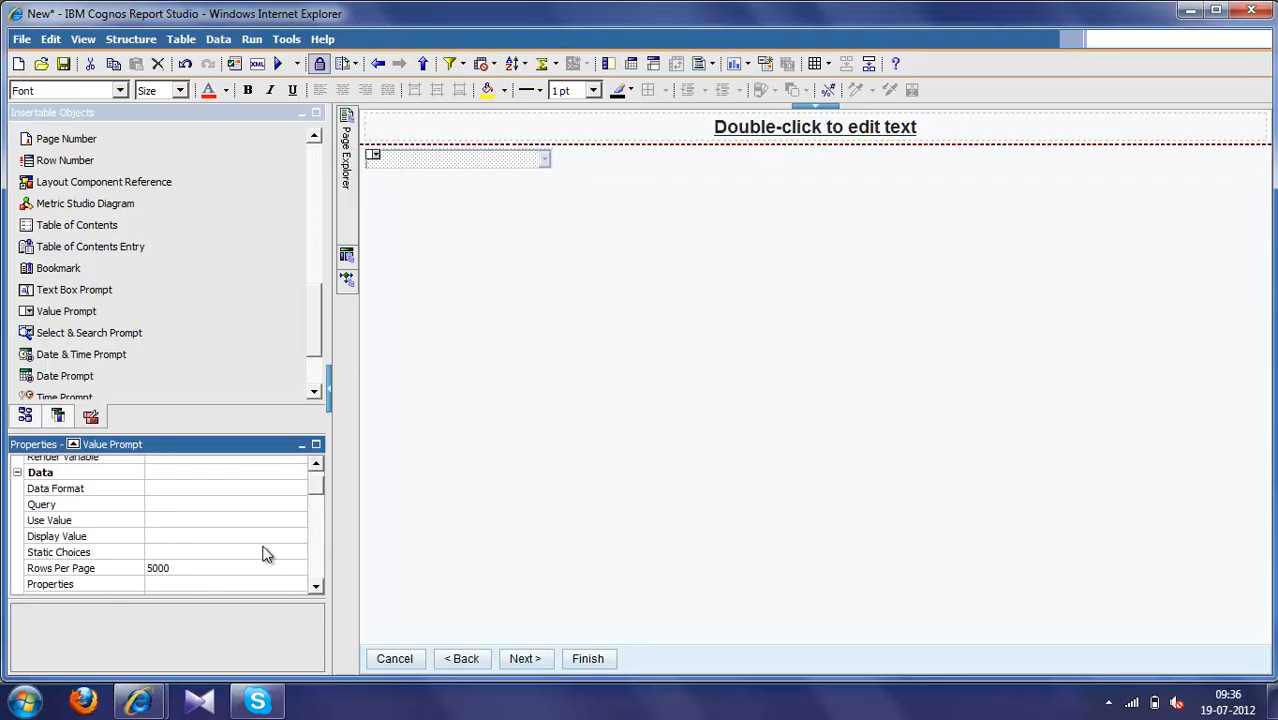 New* - IBM Cognos Report Studio - Windows Internet Explorer
File Edit View Structure Table Data Run Tools Help
Font Size A B I U 1 pt
Insertable Objects
Page Number
Row Number
Layout Component Reference
Metric Studio Diagram
Table of Contents
Table of Contents Entry
Bookmark
Text Box Prompt
Value Prompt
Select & Search Prompt
Date & Time Prompt
Date Prompt
Time Prompt
Page Explorer
Double-click to edit text
Properties - Value Prompt
Render Variable
Data
Data Format
Query
Use Value
Display Value
Static Choices
Rows Per Page 5000
Properties
Cancel < Back Next > Finish
09:36
19-07-2012